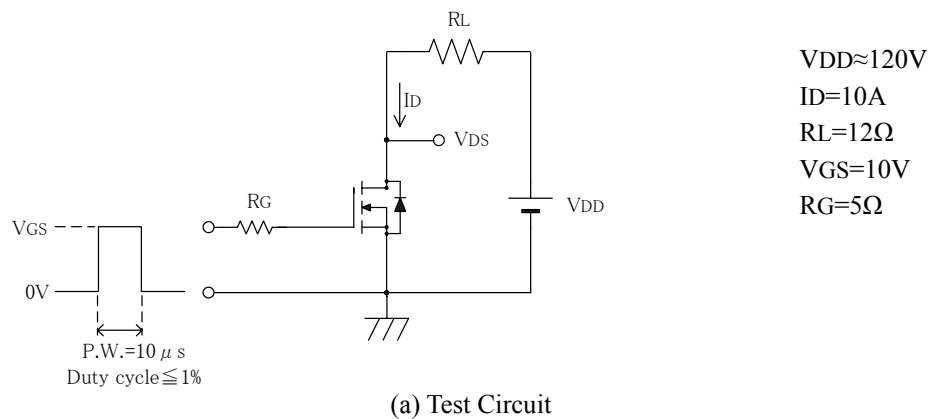 RL
VDD≈120V
ID=10A
RL=12Ω
VGS=10V
RG=5Ω
ID
VDS
RG
VDD
VGS
0V
P.W.=10 μ s
Duty cycle≦1%
(a) Test Circuit